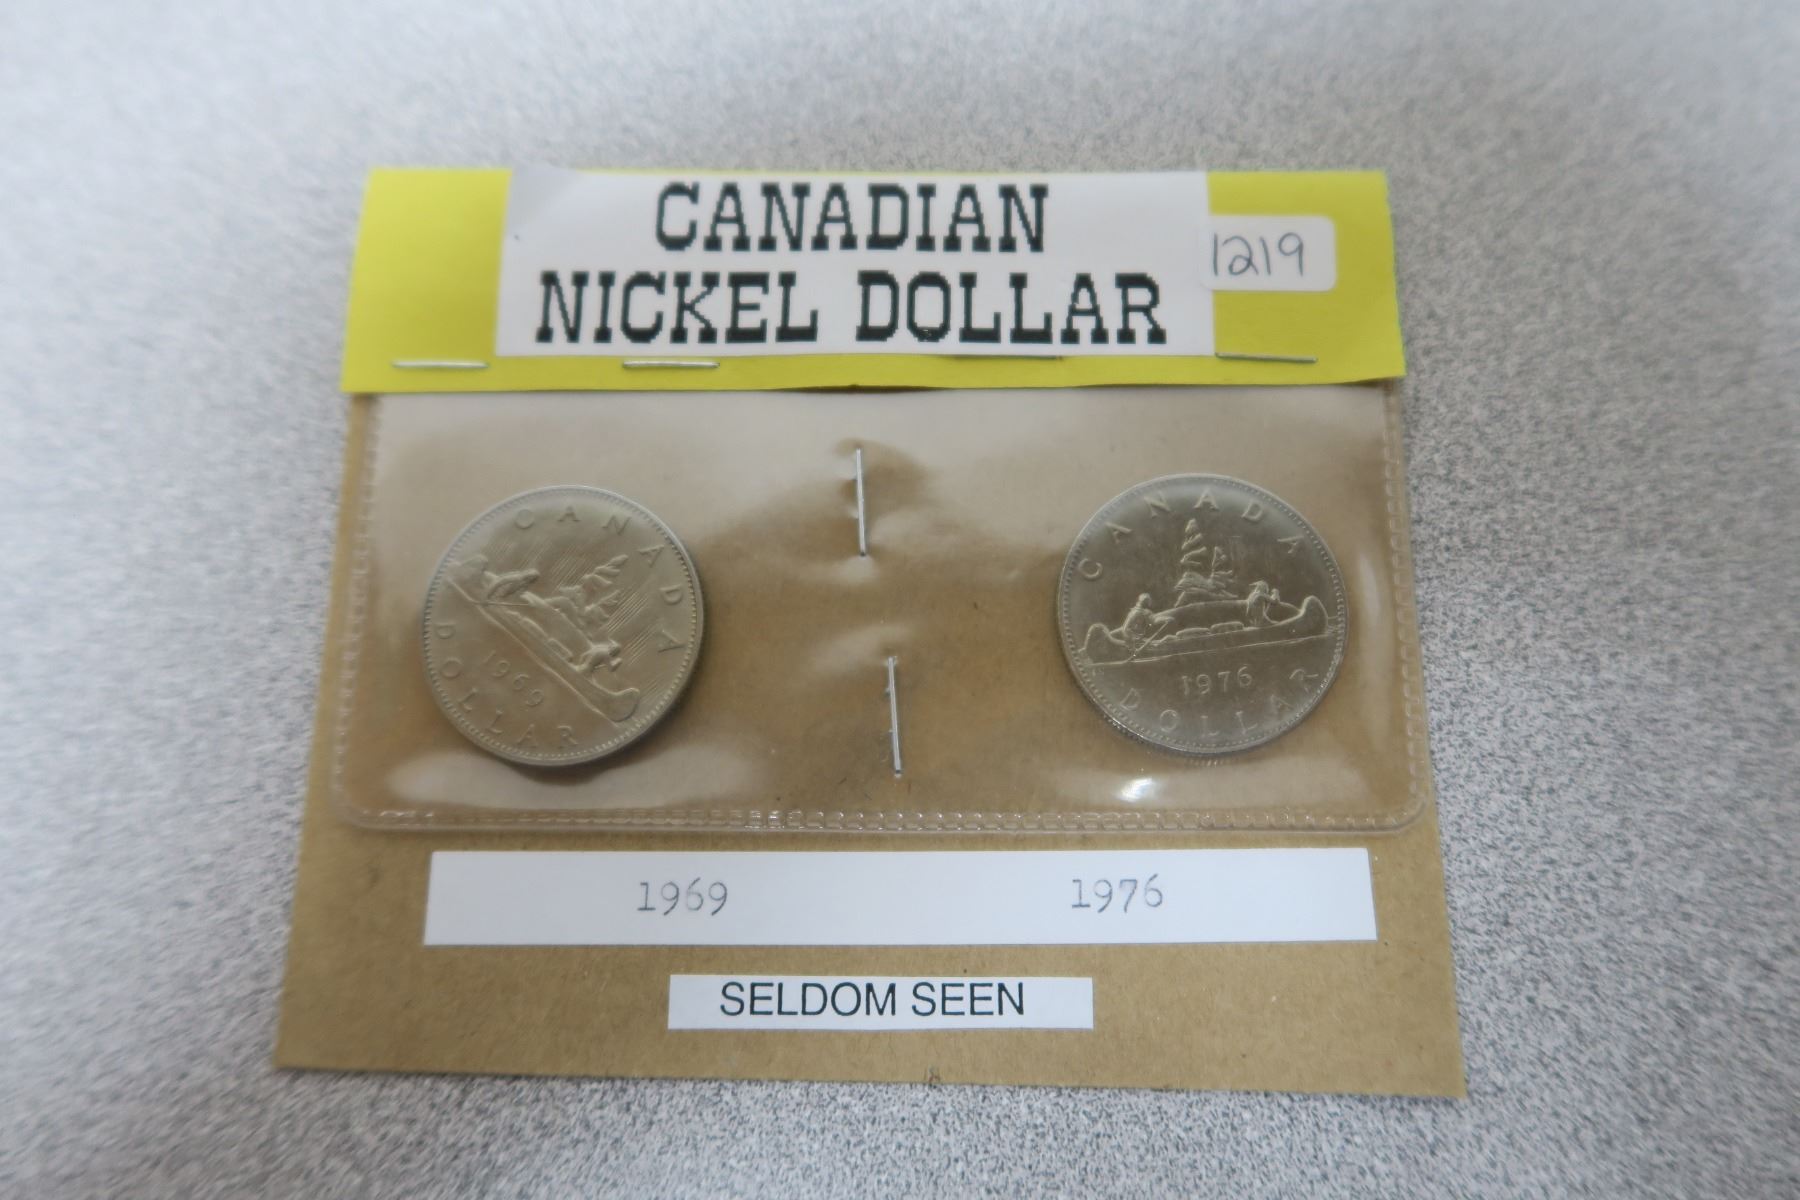 CANADIAN
NICKEL DOLLAR
1219
CANADA
1969
DOLLAR
CANADA
1976
DOLLAR
1969 1976
SELDOM SEEN